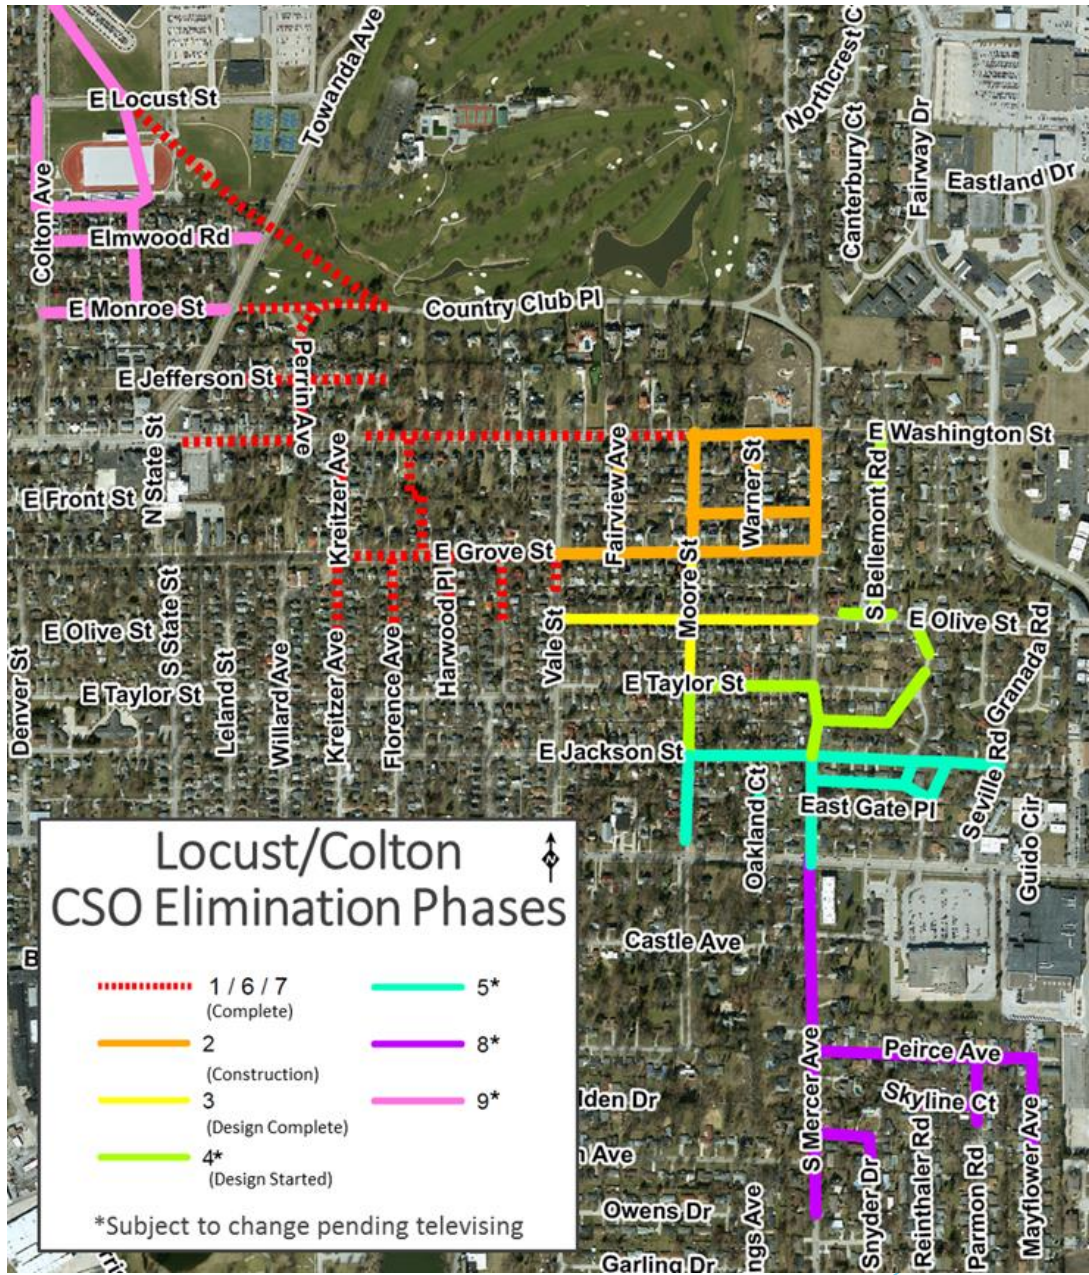 E Locust St
Towanda Ave
Northcrest C
Canterbury Ct
Fairway Dr
Eastland Dr
Colton Ave
Elmwood Rd
E Monroe St
Country Club Pl
Perrin Ave
E Jefferson St
E Washington St
N State St
Kreitzer Ave
Fairview Ave
Warner St
S Bellemont Rd
E Front St
E Grove St
Moore St
E Olive St
S State St
Harwood Pl
Vale St
E Olive St
Denver St
E Taylor St
Leland St
Willard Ave
Kreitzer Ave
Florence Ave
E Taylor St
Granada Rd
E Jackson St
Seville Rd
East Gate Pl
Oakland Ct
Guido Cir
Locust/Colton
CSO Elimination Phases
N
1 / 6 / 7
(Complete)
2
(Construction)
3
(Design Complete)
4*
(Design Started)
5*
8*
9*
*Subject to change pending televising
B
Castle Ave
S Mercer Ave
Peirce Ave
Skyline Ct
lden Dr
n Ave
Owens Dr
ngs Ave
Snyder Dr
Reinthaler Rd
Parmon Rd
Mayflower Ave
Garling Dr